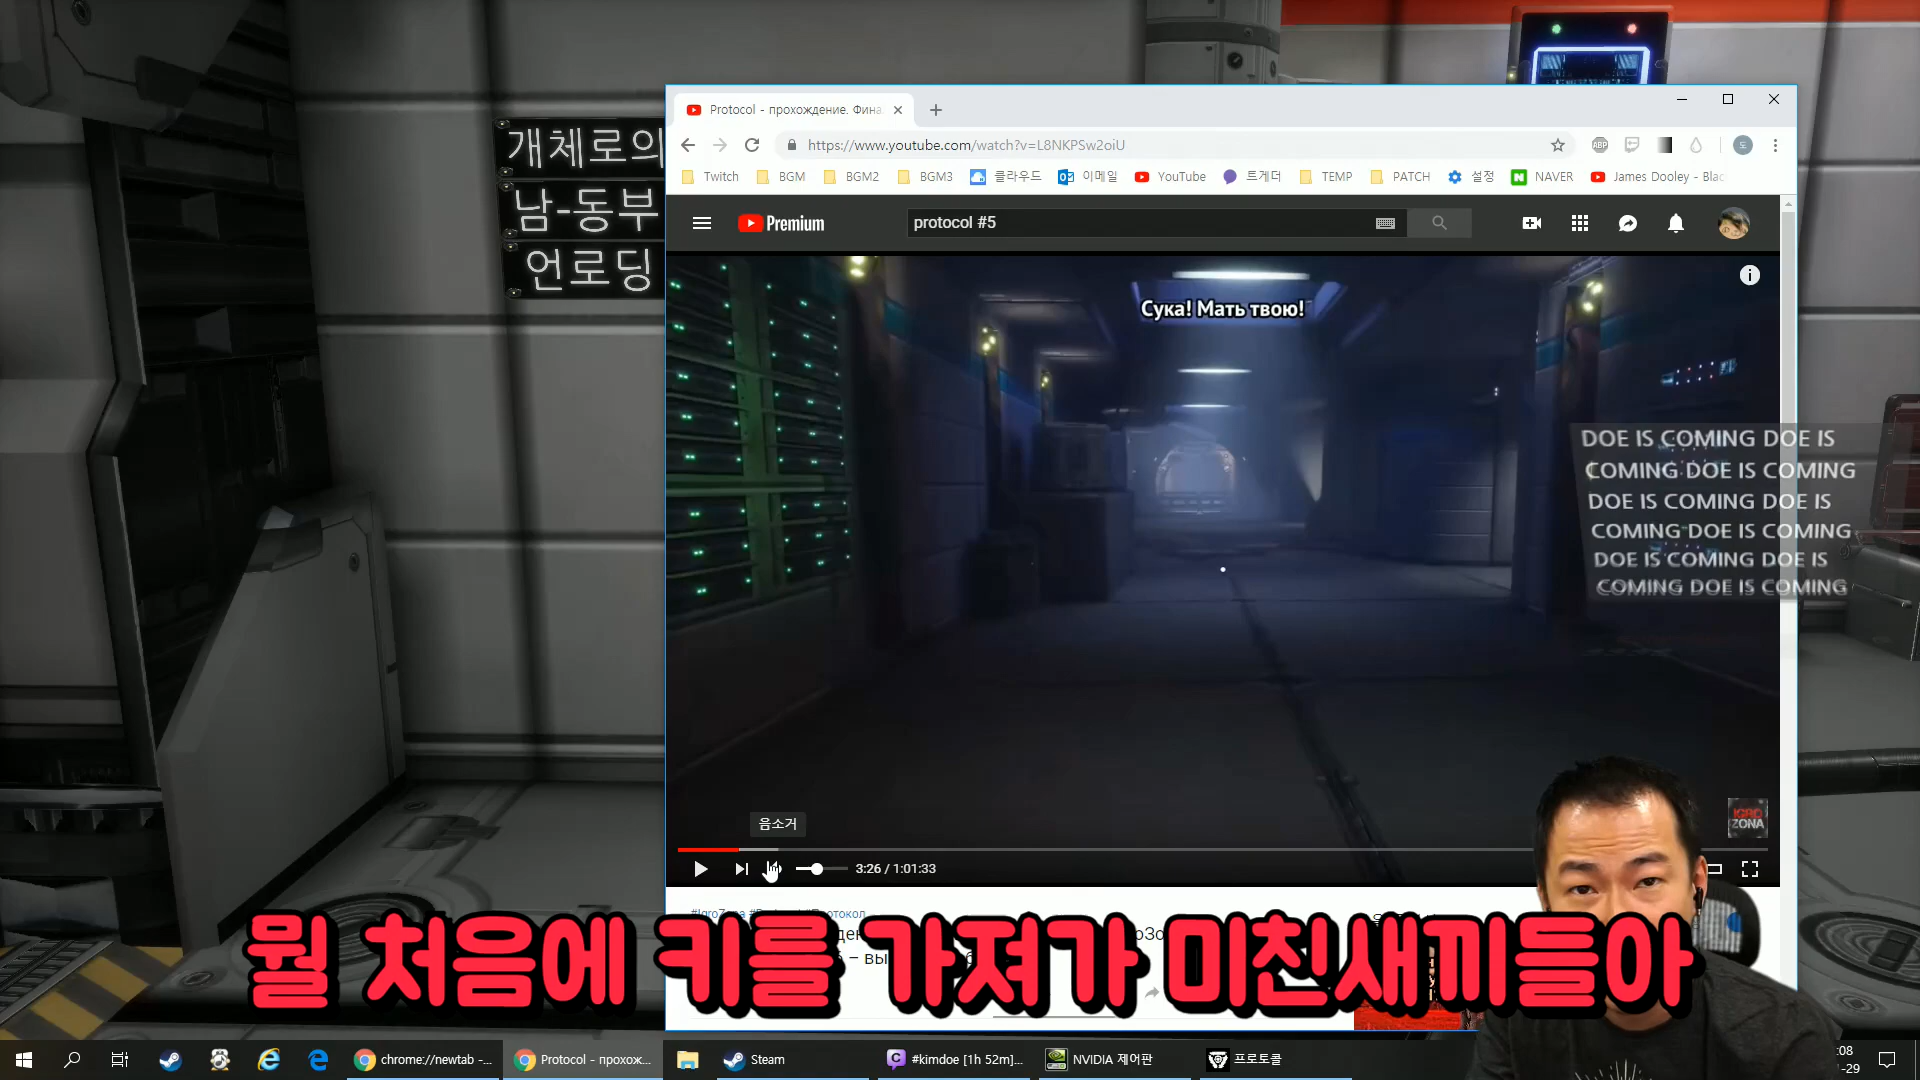 개체로의
남-동부
언로딩
Protocol - прохождение. Фина
https://www.youtube.com/watch?v=L8NKPSw2oiU
ABP
도
Twitch
BGM
BGM2
BGM3
클라우드
이메일
YouTube
트게더
TEMP
PATCH
설정
NAVER
James Dooley - Blac
Premium
protocol #5
Сука! Мать твою!
DOE IS COMING DOE IS
COMING DOE IS COMING
DOE IS COMING DOE IS
COMING DOE IS COMING
DOE IS COMING DOE IS
COMING DOE IS COMING
IGRO
ZONA
음소거
3:26 / 1:01:33
뭘 처음에 키를 가져가 미친새끼들아
chrome://newtab -...
Protocol - прохож...
Steam
#kimdoe [1h 52m]...
NVIDIA 제어판
프로토콜
:08
-29